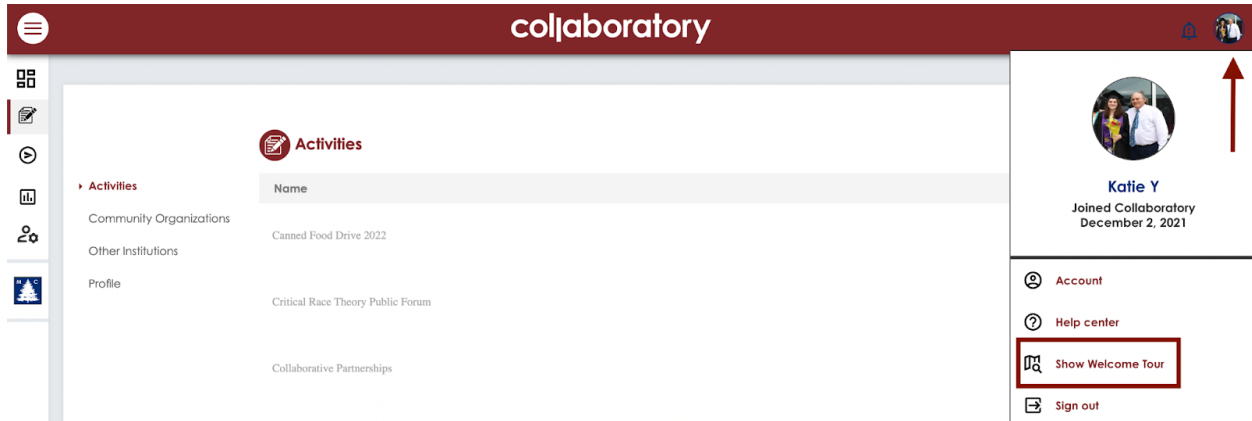 collaboratory
Activities
Activities
Community Organizations
Other Institutions
Profile
Name
Canned Food Drive 2022
Critical Race Theory Public Forum
Collaborative Partnerships
Katie Y
Joined Collaboratory
December 2, 2021
Account
Help center
Show Welcome Tour
Sign out
M C